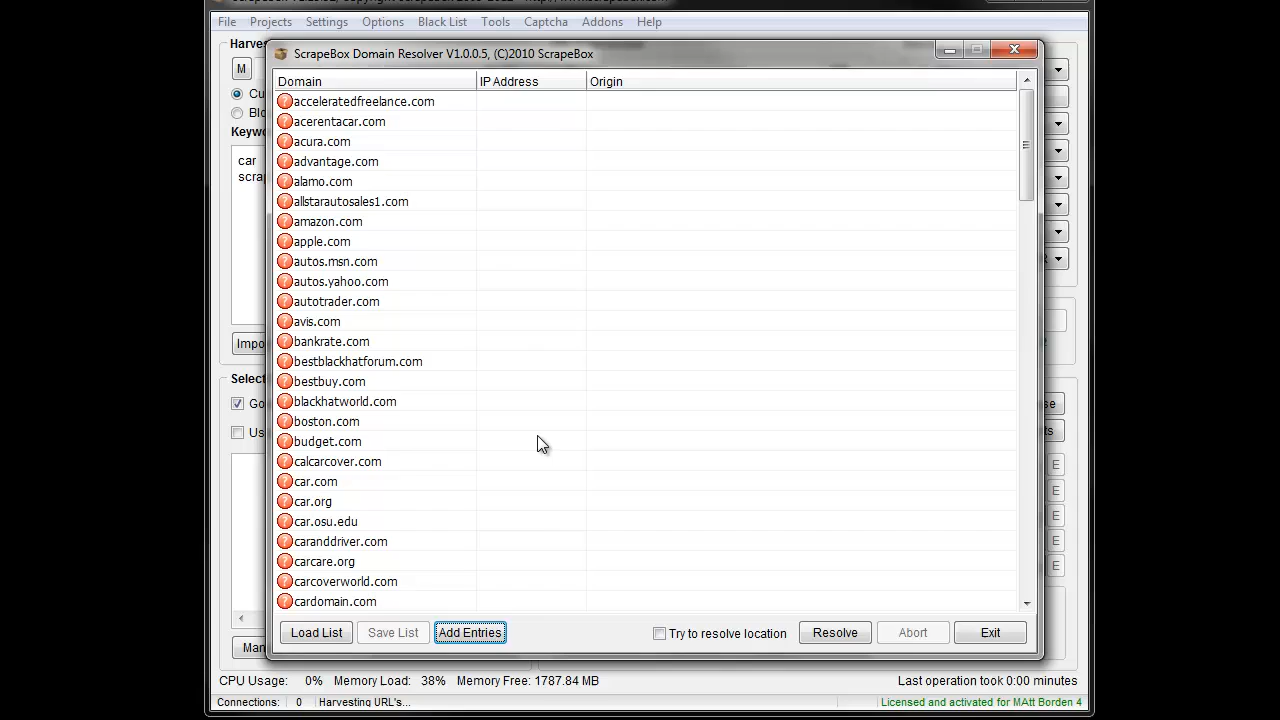 File Projects Settings Options Black List Tools Captcha Addons Help
Harves
ScrapeBox Domain Resolver V1.0.0.5, (C)2010 ScrapeBox
M
Domain IP Address Origin
Cu
acceleratedfreelance.com
Blo
acerentacar.com
Keywo
acura.com
car
advantage.com
scrap
alamo.com
allstarautosales1.com
amazon.com
apple.com
autos.msn.com
autos.yahoo.com
autotrader.com
avis.com
Impo
bankrate.com
bestblackhatforum.com
Select
bestbuy.com
Go
blackhatworld.com
se
boston.com
Us
ts
budget.com
calcarcover.com
E
car.com
E
car.org
E
car.osu.edu
E
caranddriver.com
E
carcare.org
carcoverworld.com
cardomain.com
Load List Save List Add Entries Try to resolve location Resolve Abort Exit
Man
CPU Usage: 0% Memory Load: 38% Memory Free: 1787.84 MB Last operation took 0:00 minutes
Connections: 0 Harvesting URL's... Licensed and activated for MAtt Borden 4